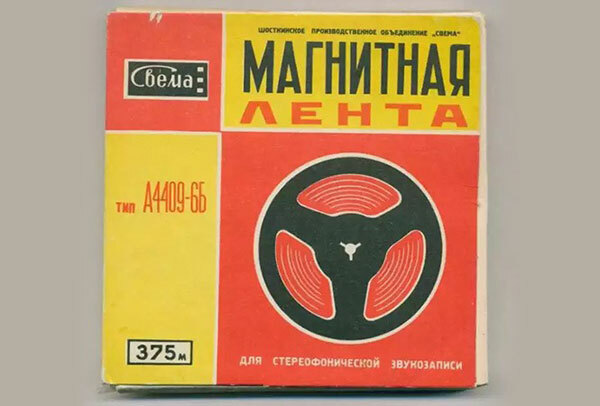 ШОСТКИНСКОЕ ПРОИЗВОДСТВЕННОЕ ОБЪЕДИНЕНИЕ „СВЕМА"
Свема
МАГНИТНАЯ
ЛЕНТА
ТИП А4409-6Б
375м
ДЛЯ СТЕРЕОФОНИЧЕСКОЙ ЗВУКОЗАПИСИ